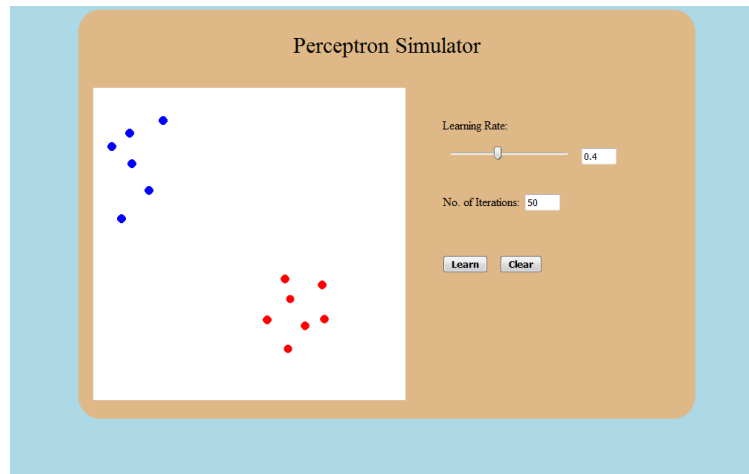 Perceptron Simulator
Learning Rate:
0.4
No. of Iterations: 50
Learn Clear